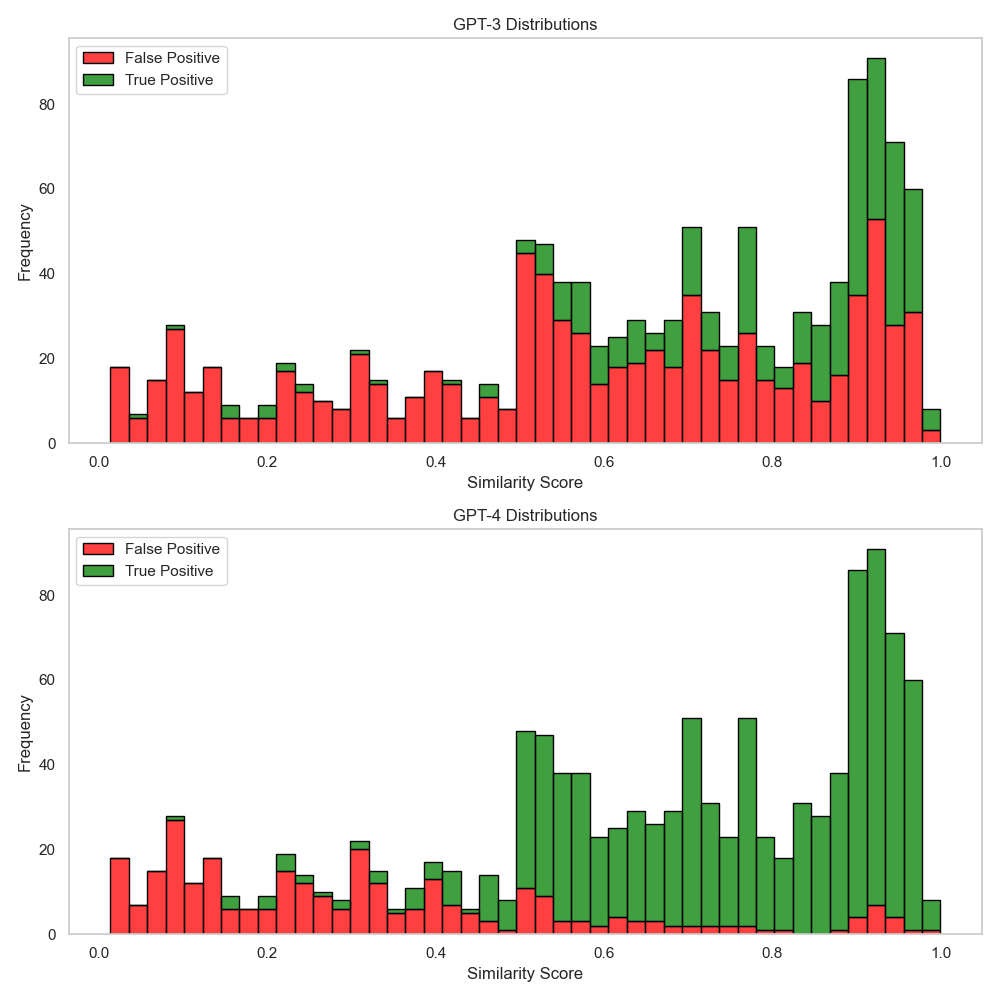 GPT-3 Distributions
False Positive
True Positive
Frequency
80
60
40
20
0
0.0 0.2 0.4 0.6 0.8 1.0
Similarity Score
GPT-4 Distributions
False Positive
True Positive
Frequency
80
60
40
20
0
0.0 0.2 0.4 0.6 0.8 1.0
Similarity Score